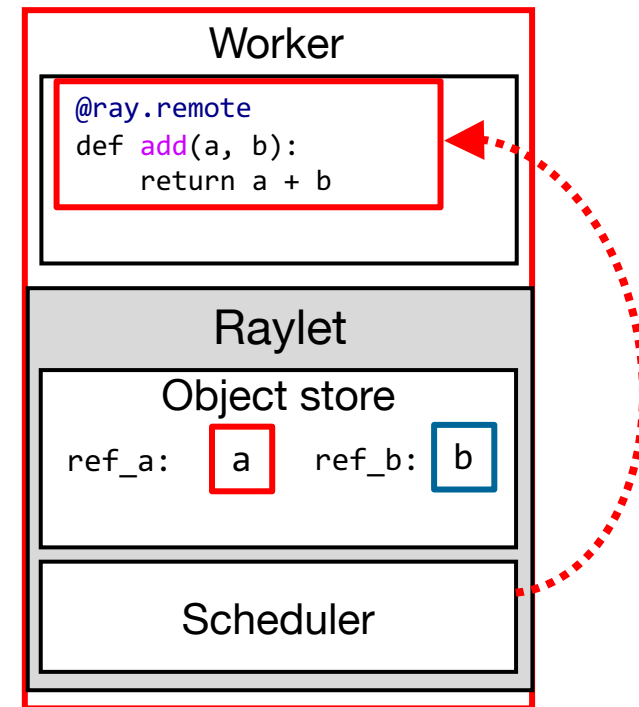 Worker
@ray.remote
def add(a, b):
    return a + b
Raylet
Object store
ref_a: a ref_b: b
Scheduler